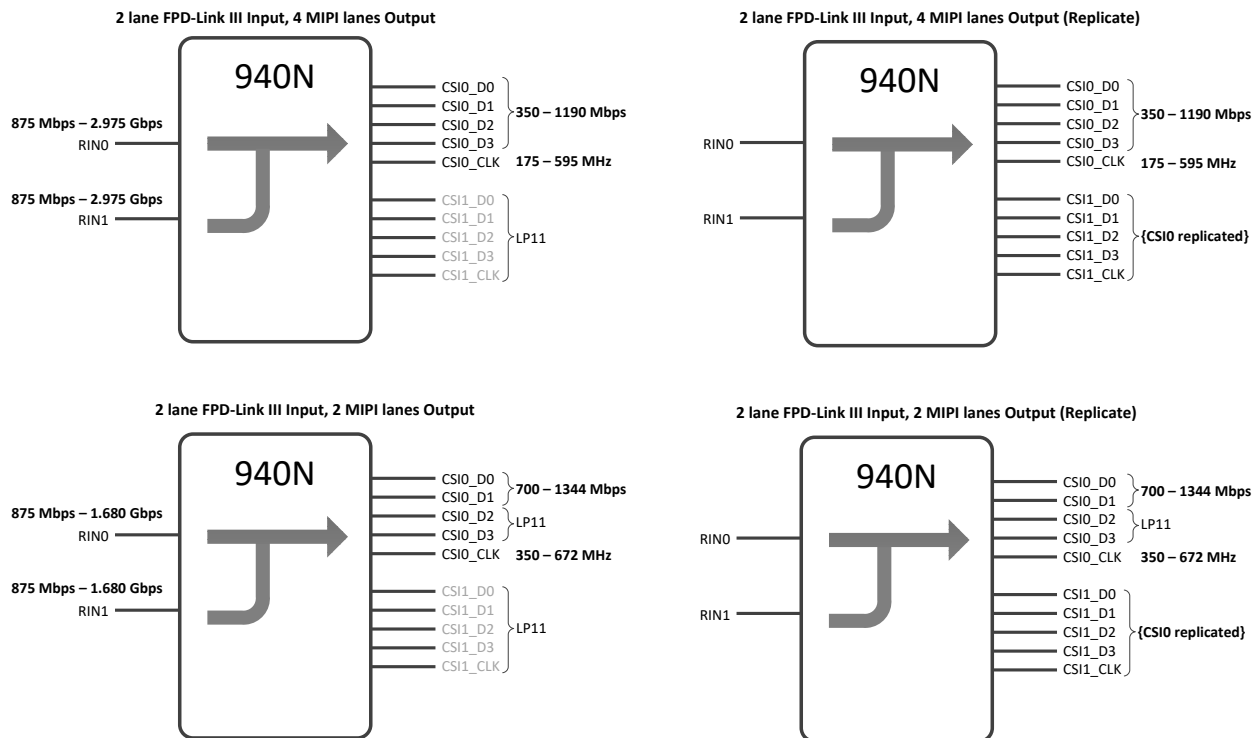 2 lane FPD-Link III Input, 4 MIPI lanes Output
940N
875 Mbps – 2.975 Gbps
RIN0
875 Mbps – 2.975 Gbps
RIN1
CSI0_D0
CSI0_D1
CSI0_D2
CSI0_D3
350 – 1190 Mbps
CSI0_CLK
175 – 595 MHz
CSI1_D0
CSI1_D1
CSI1_D2
CSI1_D3
CSI1_CLK
LP11
2 lane FPD-Link III Input, 4 MIPI lanes Output (Replicate)
940N
RIN0
RIN1
CSI0_D0
CSI0_D1
CSI0_D2
CSI0_D3
350 – 1190 Mbps
CSI0_CLK
175 – 595 MHz
CSI1_D0
CSI1_D1
CSI1_D2
CSI1_D3
CSI1_CLK
{CSI0 replicated}
2 lane FPD-Link III Input, 2 MIPI lanes Output
940N
875 Mbps – 1.680 Gbps
RIN0
875 Mbps – 1.680 Gbps
RIN1
CSI0_D0
CSI0_D1
700 – 1344 Mbps
CSI0_D2
CSI0_D3
LP11
CSI0_CLK
350 – 672 MHz
CSI1_D0
CSI1_D1
CSI1_D2
CSI1_D3
CSI1_CLK
LP11
2 lane FPD-Link III Input, 2 MIPI lanes Output (Replicate)
940N
RIN0
RIN1
CSI0_D0
CSI0_D1
700 – 1344 Mbps
CSI0_D2
CSI0_D3
LP11
CSI0_CLK
350 – 672 MHz
CSI1_D0
CSI1_D1
CSI1_D2
CSI1_D3
CSI1_CLK
{CSI0 replicated}